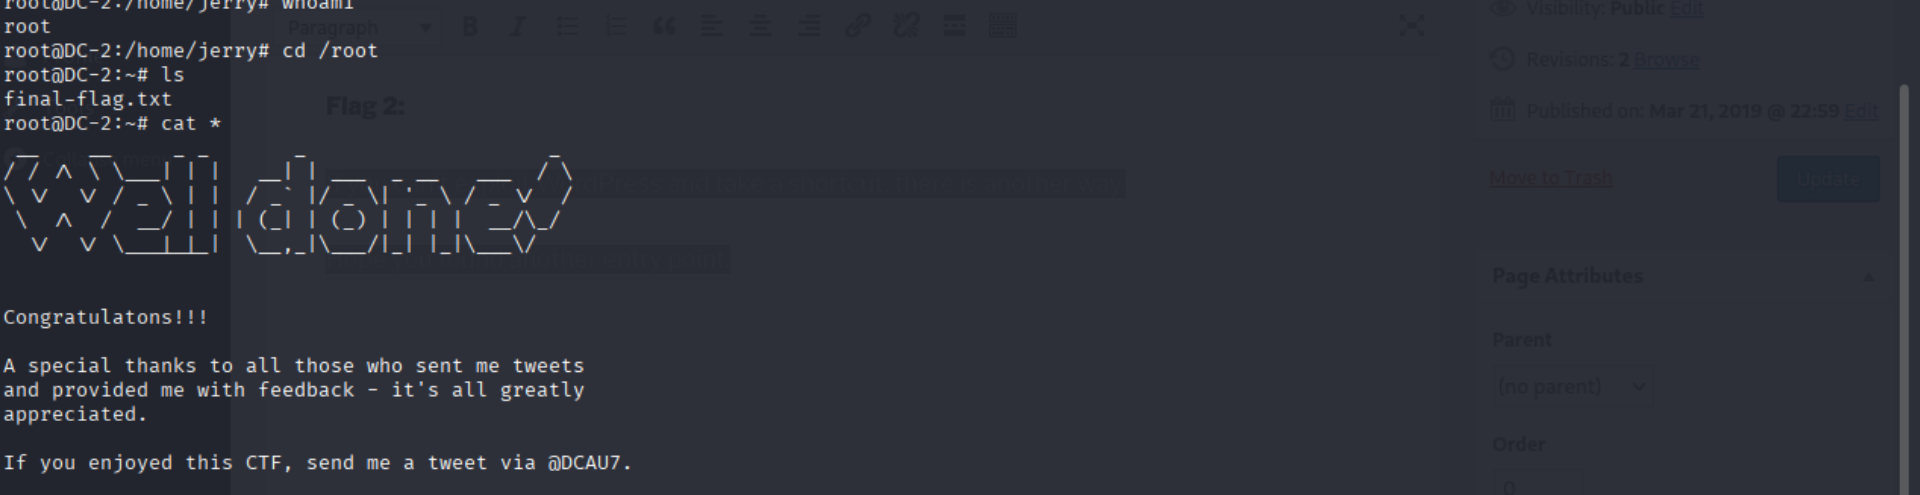 root@DC-2:/home/jerry# whoami
root
root@DC-2:/home/jerry# cd /root
root@DC-2:~# ls
final-flag.txt
root@DC-2:~# cat *
Well done!
Congratulatons!!!
A special thanks to all those who sent me tweets
and provided me with feedback - it's all greatly
appreciated.
If you enjoyed this CTF, send me a tweet via @DCAU7.
Paragraph
Flag 2:
Visibility: Public Edit
Revisions: 2 Browse
Published on: Mar 21, 2019 @ 22:59 Edit
Move to Trash
Update
Page Attributes
Parent
(no parent)
Order
0